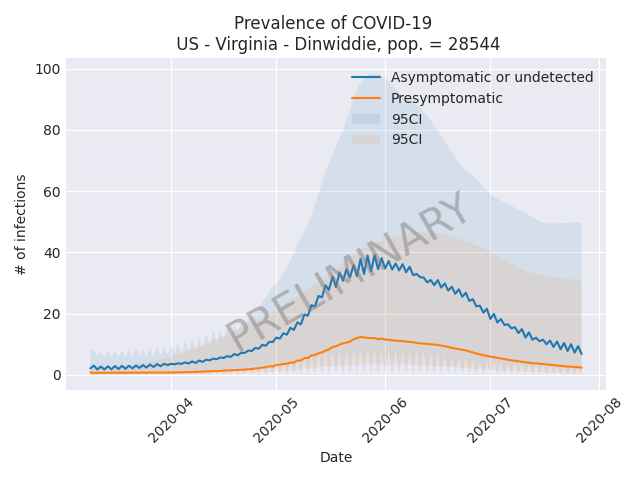 Prevalence of COVID-19
US - Virginia - Dinwiddie, pop. = 28544
Asymptomatic or undetected
Presymptomatic
95CI
95CI
PRELIMINARY
# of infections
100
80
60
40
20
0
2020-04
2020-05
2020-06
2020-07
2020-08
Date